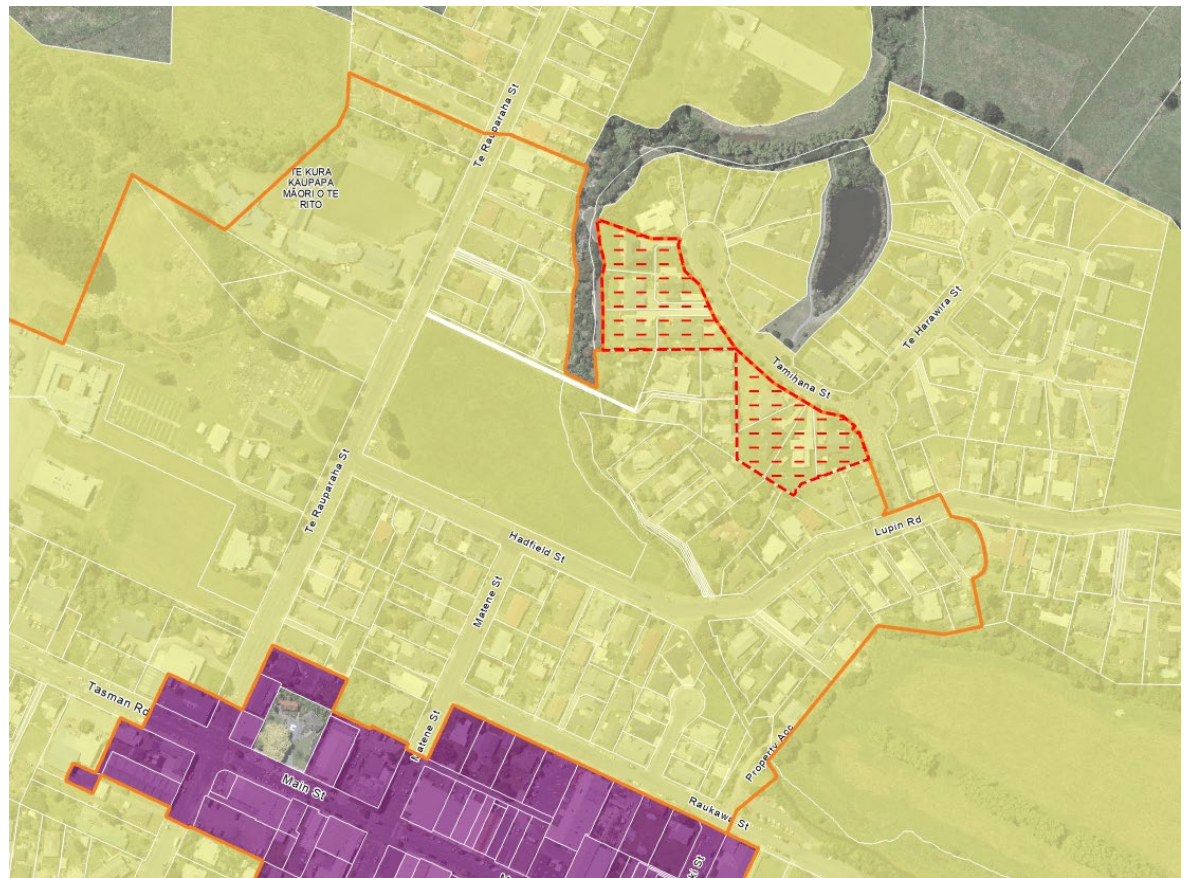 Te Rauparaha St
TE KURA
KAUPAPA
MĀORI O TE
RITO
Te Harawira St
Tamihana St
Te Rauparaha St
Lupin Rd
Hadfield St
Matene St
Tasman Rd
Matene St
Property Acc
Main St
Raukawa St